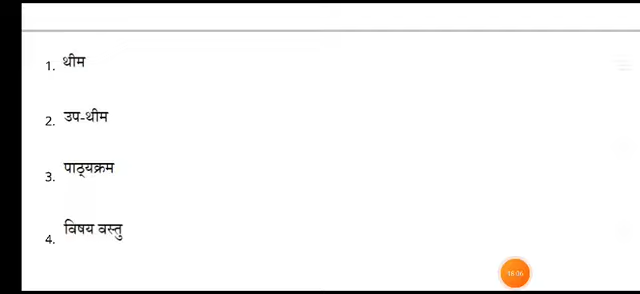 1. थीम
2. उप-थीम
3. पाठ्यक्रम
4. विषय वस्तु